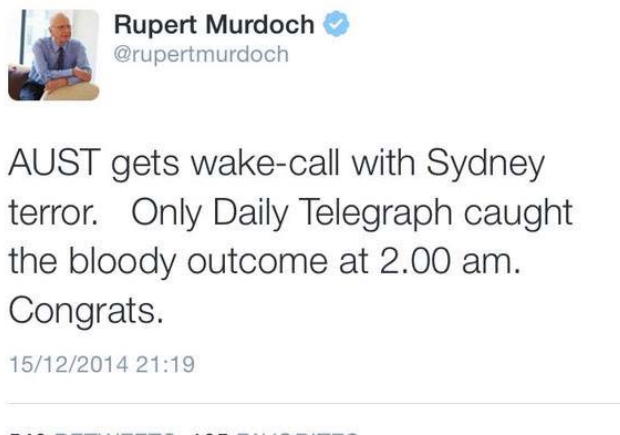 Rupert Murdoch
@rupertmurdoch
AUST gets wake-call with Sydney
terror. Only Daily Telegraph caught
the bloody outcome at 2.00 am.
Congrats.
15/12/2014 21:19